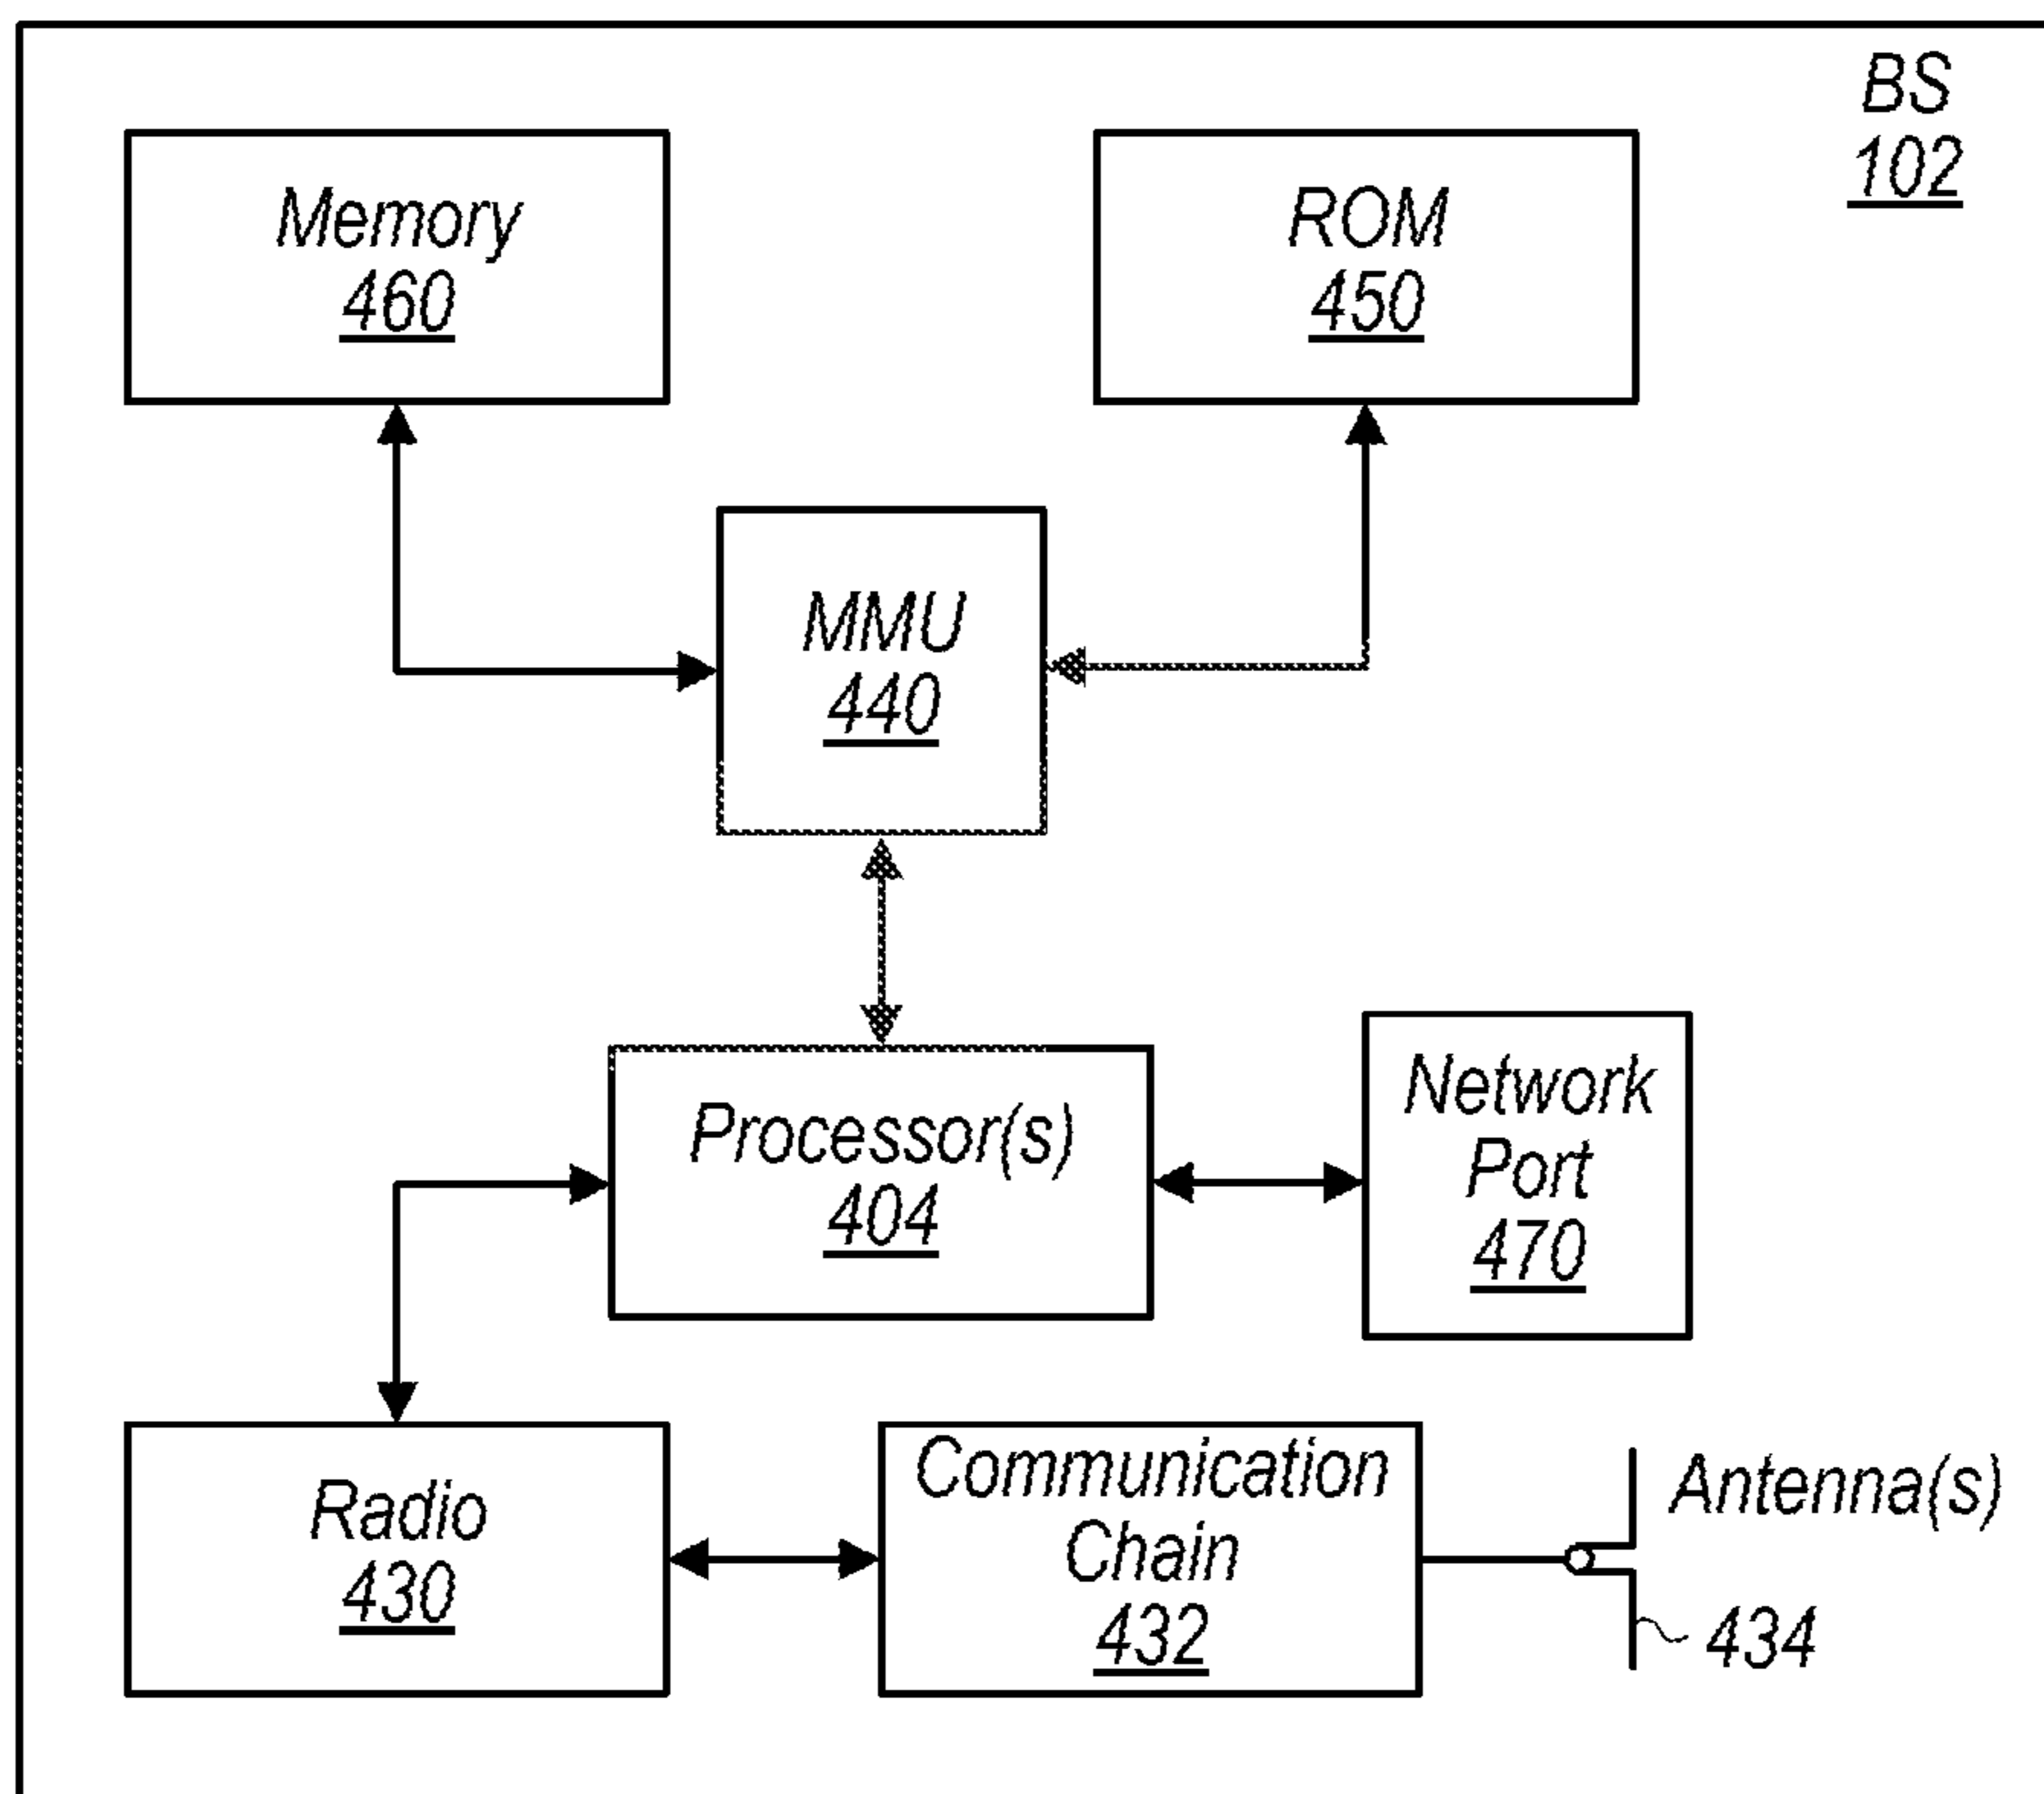 BS
102
Memory
460
ROM
450
MMU
440
Processor(s)
404
Network
Port
470
Radio
430
Communication
Chain
432
Antenna(s)
434